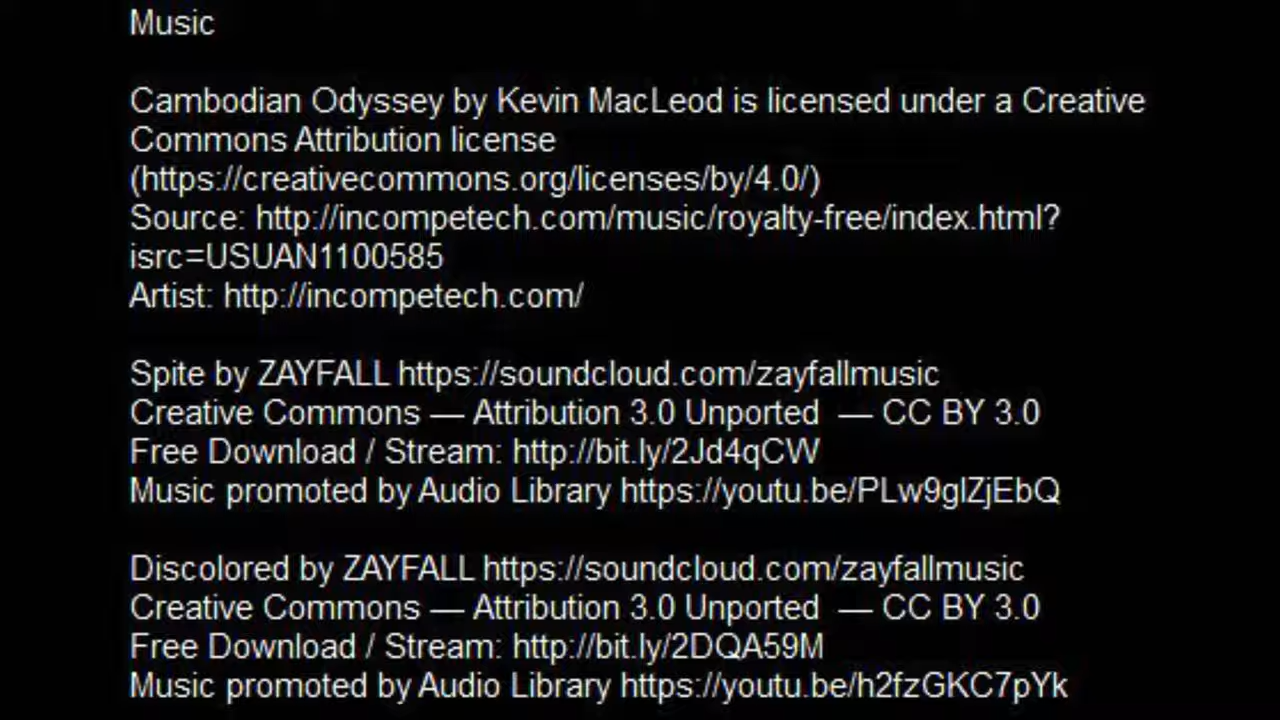 Music
Cambodian Odyssey by Kevin MacLeod is licensed under a Creative
Commons Attribution license
(https://creativecommons.org/licenses/by/4.0/)
Source: http://incompetech.com/music/royalty-free/index.html?
isrc=USUAN1100585
Artist: http://incompetech.com/
Spite by ZAYFALL https://soundcloud.com/zayfallmusic
Creative Commons — Attribution 3.0 Unported  — CC BY 3.0
Free Download / Stream: http://bit.ly/2Jd4qCW
Music promoted by Audio Library https://youtu.be/PLw9glZjEbQ
Discolored by ZAYFALL https://soundcloud.com/zayfallmusic
Creative Commons — Attribution 3.0 Unported  — CC BY 3.0
Free Download / Stream: http://bit.ly/2DQA59M
Music promoted by Audio Library https://youtu.be/h2fzGKC7pYk